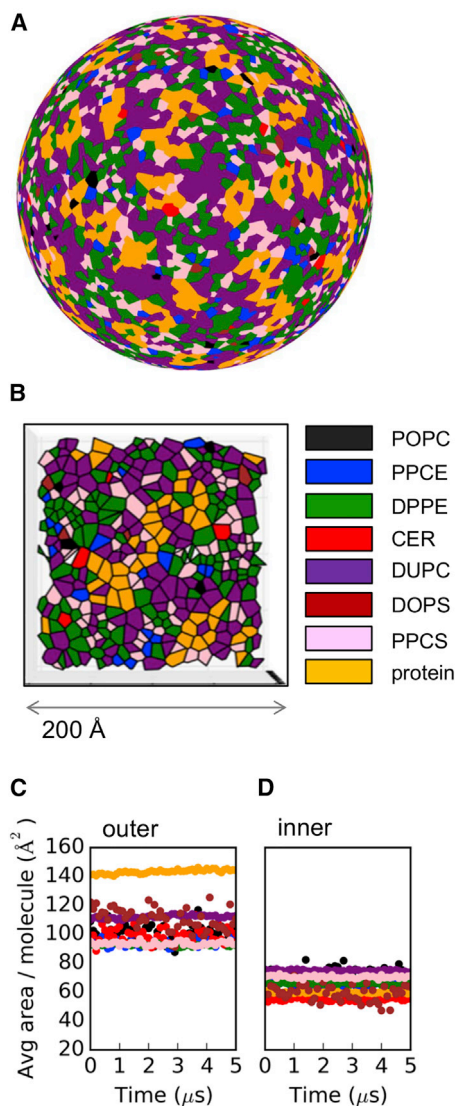 A
B
POPC
PPCE
DPPE
CER
DUPC
DOPS
PPCS
protein
200 Å
C
D
outer
inner
Avg area / molecule (Å²)
160
140
120
100
80
60
40
20
0 1 2 3 4 5
0 1 2 3 4 5
Time (μs)
Time (μs)